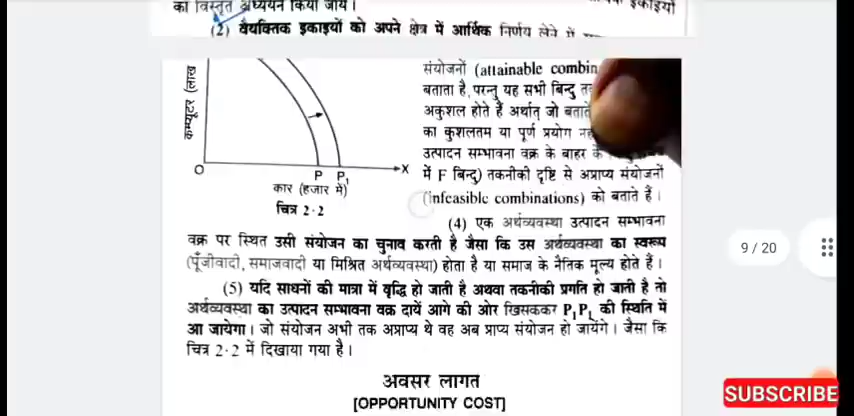 का विस्तृत अध्ययन किया जाये।
इकाइयों
(2) वैयक्तिक इकाइयों को अपने क्षेत्र में आर्थिक निर्णय लेने में
कम्प्यूटर (लाख
O
P P₁
X
कार (हजार में)
चित्र 2·2
संयोजनों (attainable combin
बताता है, परन्तु यह सभी बिन्दु
अकुशल होते हैं अर्थात् जो बताते
का कुशलतम या पूर्ण प्रयोग
उत्पादन सम्भावना वक्र के बाहर के
में F बिन्दु) तकनीकी दृष्टि से अप्राप्य संयोजनों
(infeasible combinations) को बताते हैं।
(4) एक अर्थव्यवस्था उत्पादन सम्भावना
वक्र पर स्थित उसी संयोजन का चुनाव करती है जैसा कि उस अर्थव्यवस्था का स्वरूप
(पूँजीवादी, समाजवादी या मिश्रित अर्थव्यवस्था) होता है या समाज के नैतिक मूल्य होते हैं।
(5) यदि साधनों की मात्रा में वृद्धि हो जाती है अथवा तकनीकी प्रगति हो जाती है तो
अर्थव्यवस्था का उत्पादन सम्भावना वक्र दायें आगे की ओर खिसककर P₁P₁ की स्थिति में
आ जायेगा। जो संयोजन अभी तक अप्राप्य थे वह अब प्राप्य संयोजन हो जायेंगे। जैसा कि
चित्र 2·2 में दिखाया गया है।
अवसर लागत
[OPPORTUNITY COST]
9 / 20
SUBSCRIBE